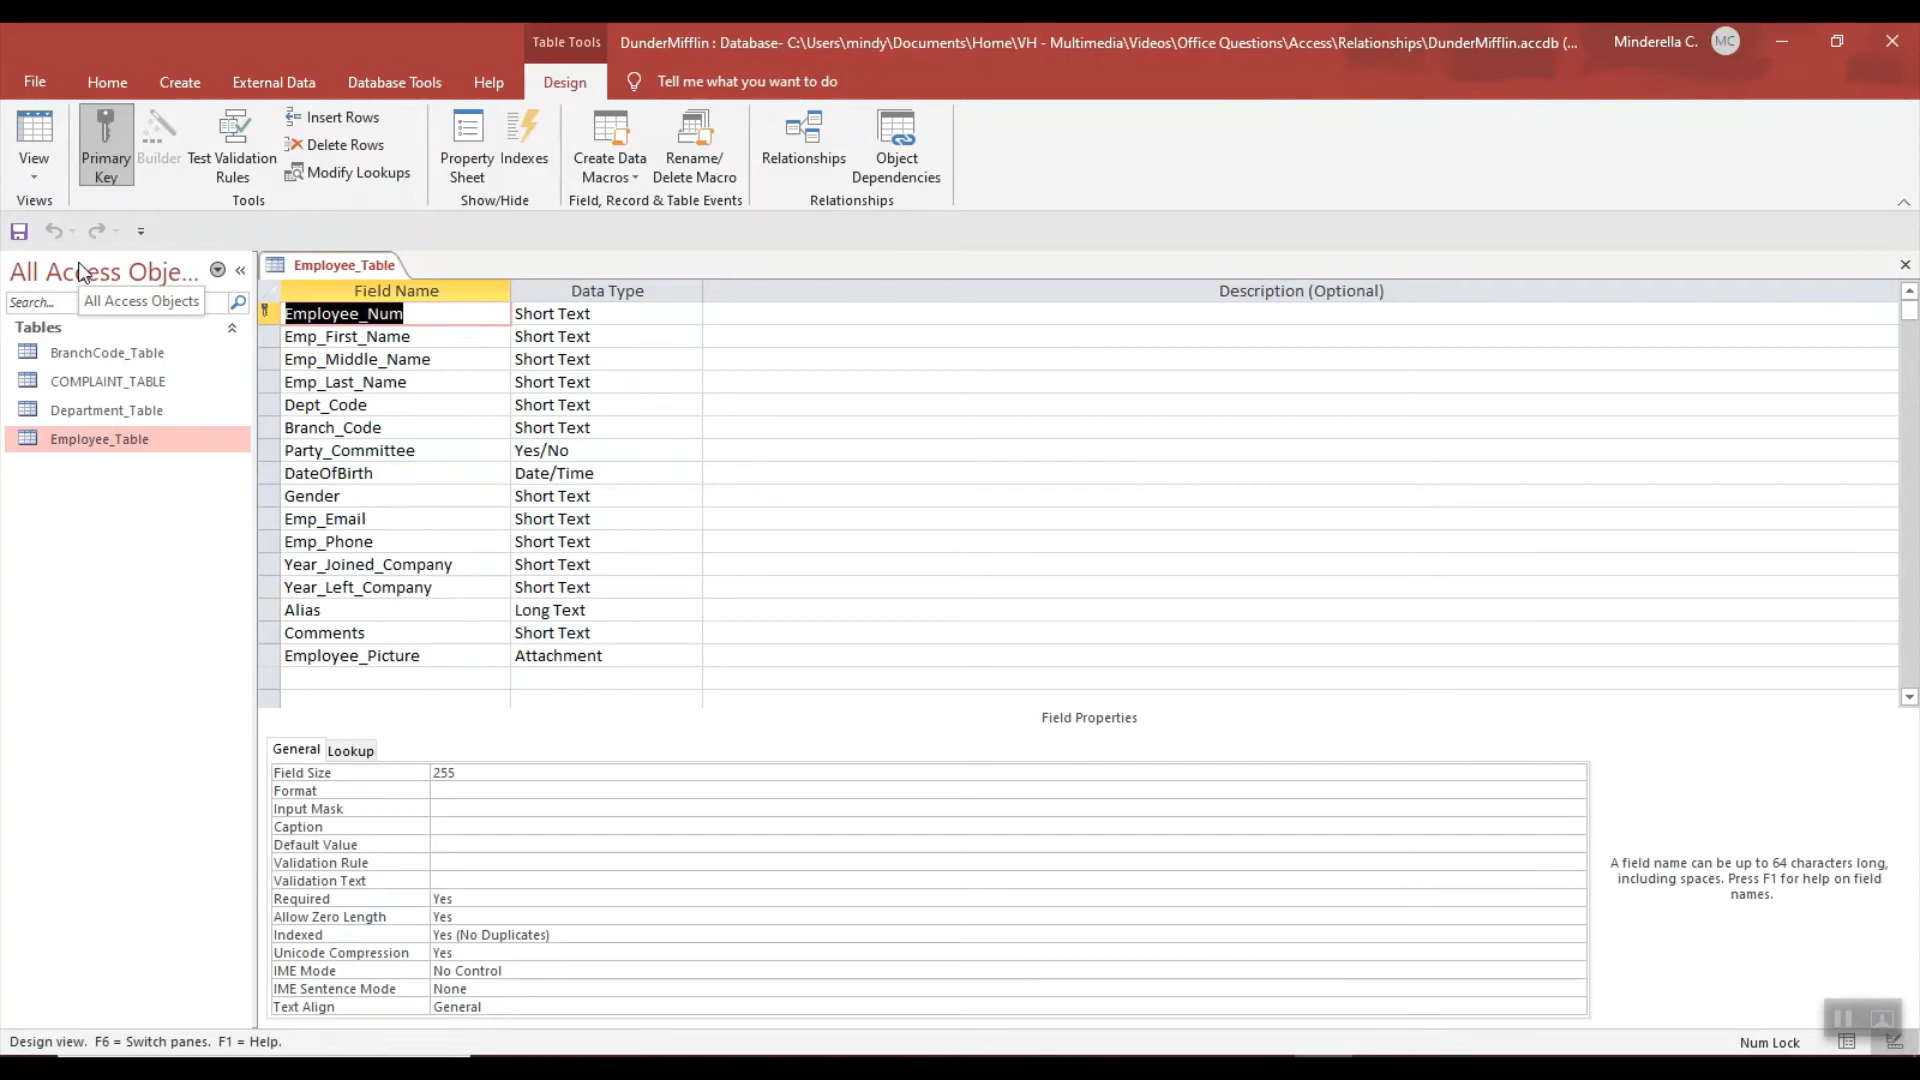 Table Tools
DunderMifflin : Database- C:\Users\mindy\Documents\Home\VH - Multimedia\Videos\Office Questions\Access\Relationships\DunderMifflin.accdb (...
Minderella C.
MC
File
Home
Create
External Data
Database Tools
Help
Design
Tell me what you want to do
View
Primary
Key
Builder
Test Validation
Rules
Insert Rows
Delete Rows
Modify Lookups
Property
Sheet
Indexes
Create Data
Macros
Rename/
Delete Macro
Relationships
Object
Dependencies
Views
Tools
Show/Hide
Field, Record & Table Events
Relationships
All Access Obje...
Search...
All Access Objects
Tables
BranchCode_Table
COMPLAINT_TABLE
Department_Table
Employee_Table
Employee_Table
Field Name Data Type Description (Optional)
Employee_Num Short Text
Emp_First_Name Short Text
Emp_Middle_Name Short Text
Emp_Last_Name Short Text
Dept_Code Short Text
Branch_Code Short Text
Party_Committee Yes/No
DateOfBirth Date/Time
Gender Short Text
Emp_Email Short Text
Emp_Phone Short Text
Year_Joined_Company Short Text
Year_Left_Company Short Text
Alias Long Text
Comments Short Text
Employee_Picture Attachment
Field Properties
General Lookup
Field Size 255
Format
Input Mask
Caption
Default Value
Validation Rule
Validation Text
Required Yes
Allow Zero Length Yes
Indexed Yes (No Duplicates)
Unicode Compression Yes
IME Mode No Control
IME Sentence Mode None
Text Align General
A field name can be up to 64 characters long,
including spaces. Press F1 for help on field
names.
Design view. F6 = Switch panes. F1 = Help.
Num Lock